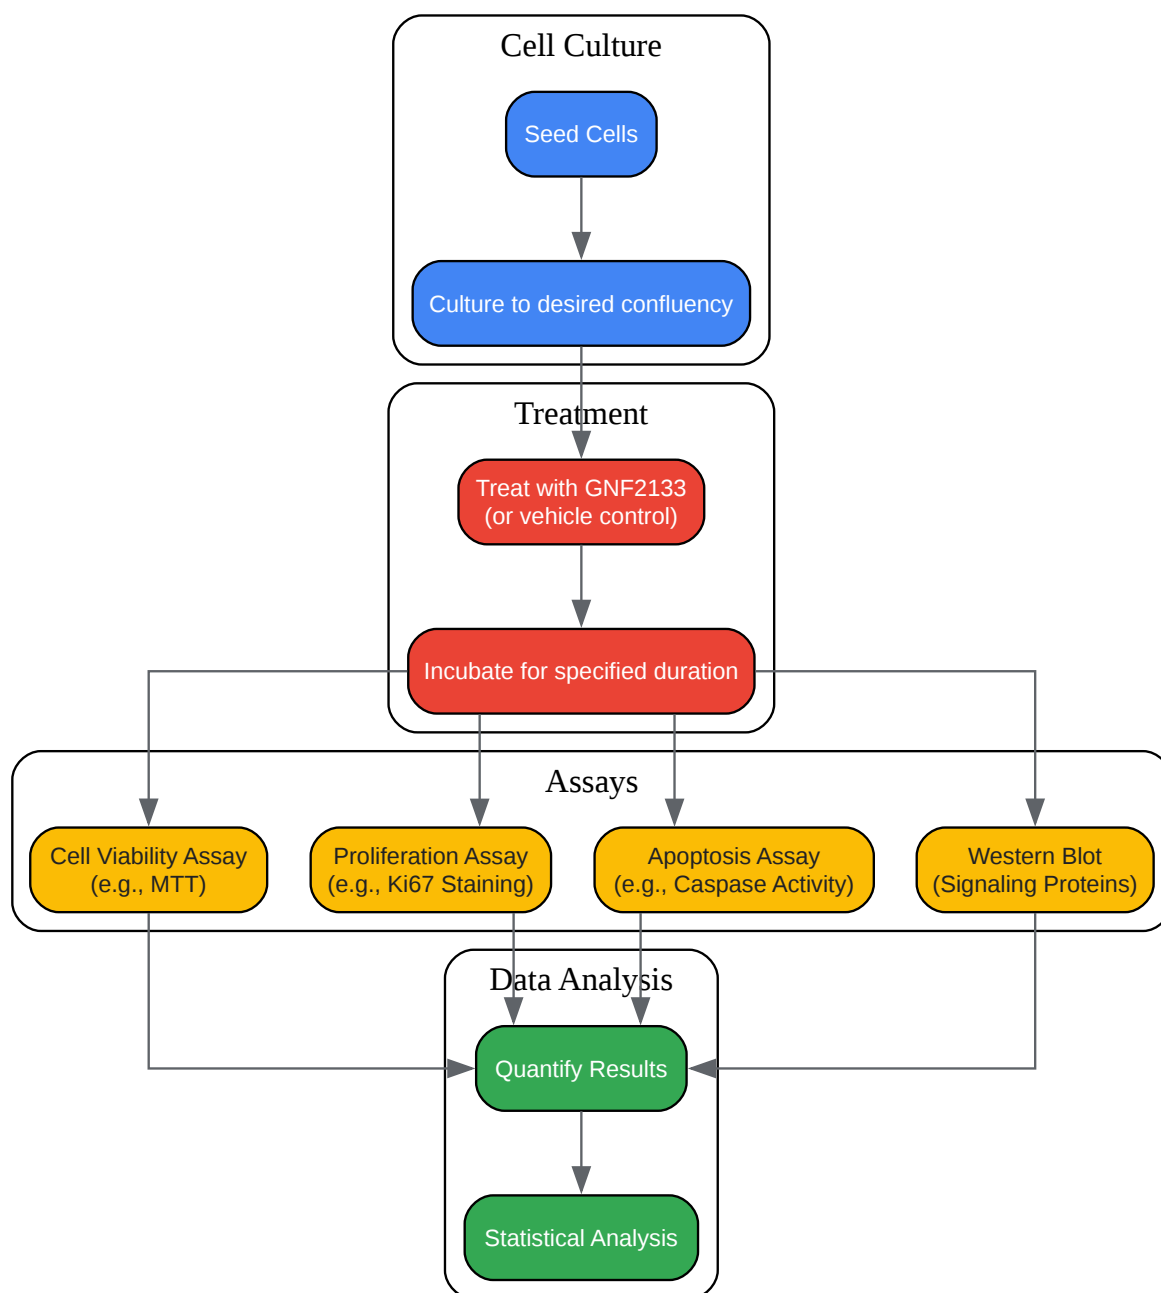 Cell Culture
Seed Cells
Culture to desired confluency
Treatment
Treat with GNF2133
(or vehicle control)
Incubate for specified duration
Assays
Cell Viability Assay
(e.g., MTT)
Proliferation Assay
(e.g., Ki67 Staining)
Apoptosis Assay
(e.g., Caspase Activity)
Western Blot
(Signaling Proteins)
Data Analysis
Quantify Results
Statistical Analysis